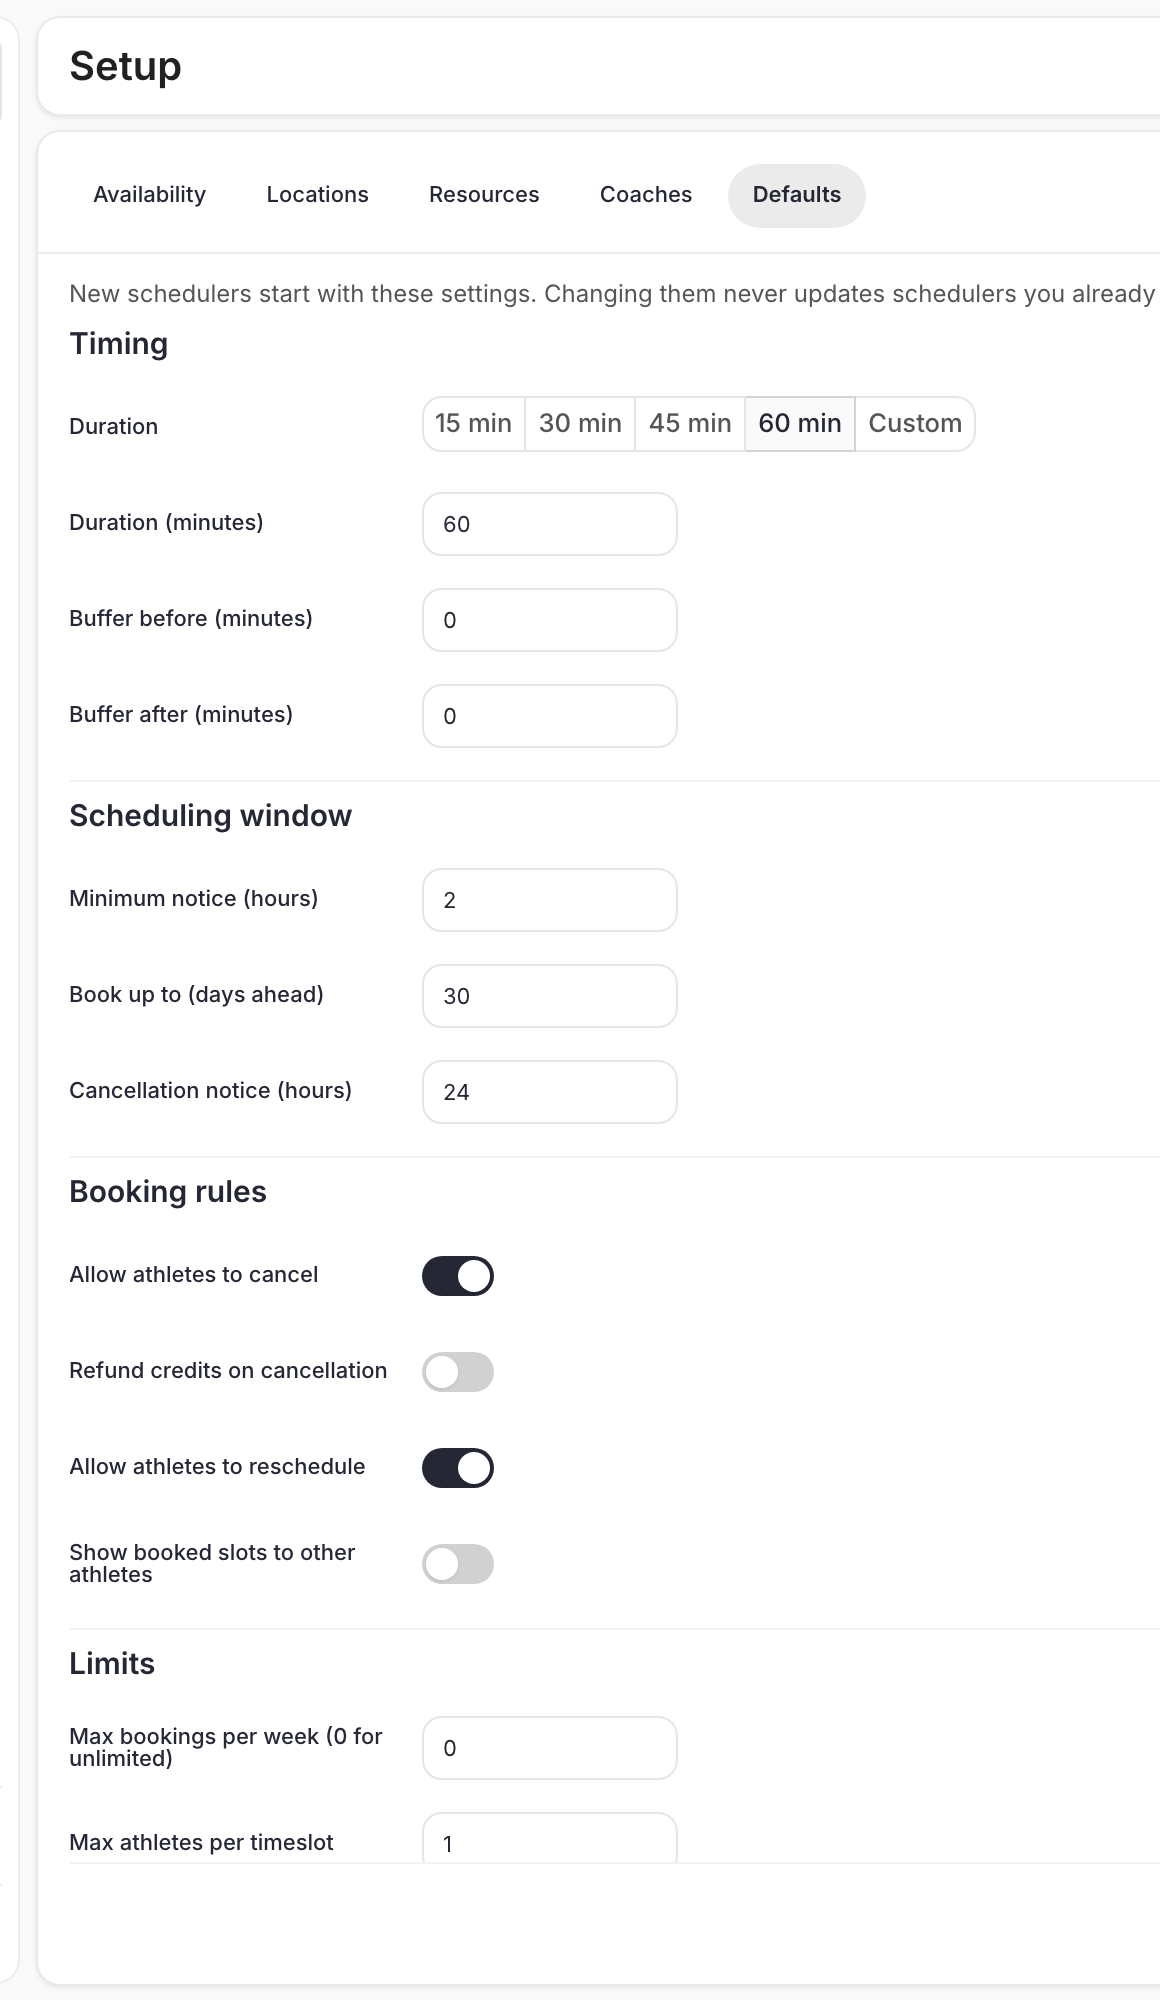 Setup
Availability Locations Resources Coaches Defaults
New schedulers start with these settings. Changing them never updates schedulers you already
Timing
Duration 15 min 30 min 45 min 60 min Custom
Duration (minutes) 60
Buffer before (minutes) 0
Buffer after (minutes) 0
Scheduling window
Minimum notice (hours) 2
Book up to (days ahead) 30
Cancellation notice (hours) 24
Booking rules
Allow athletes to cancel
Refund credits on cancellation
Allow athletes to reschedule
Show booked slots to other
athletes
Limits
Max bookings per week (0 for
unlimited) 0
Max athletes per timeslot 1